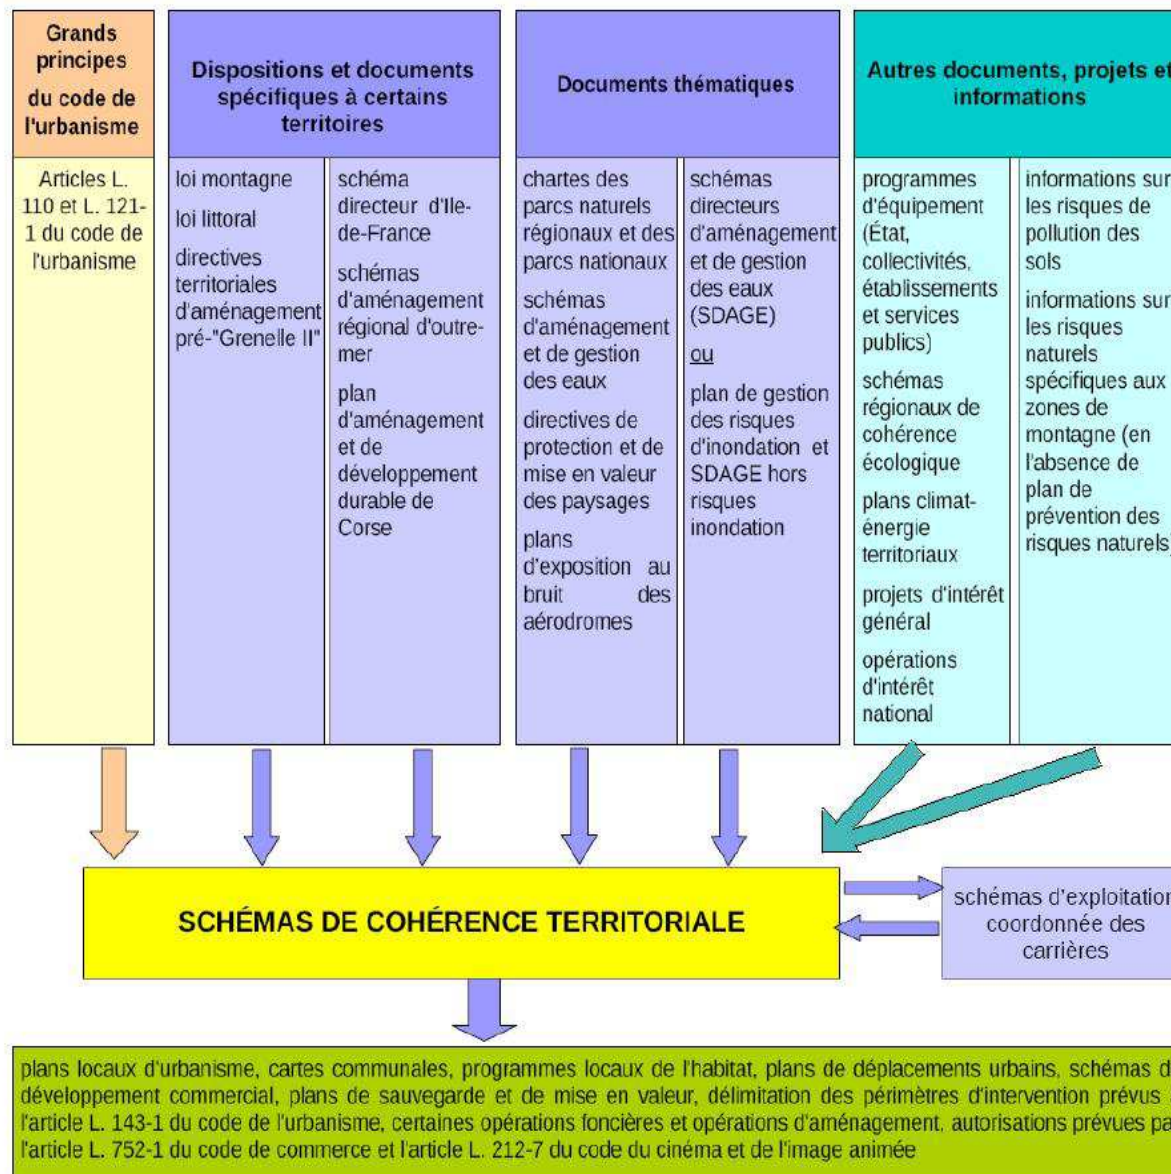 Grands
principes
du code de
l'urbanisme
Articles L.
110 et L. 121-
1 du code de
l'urbanisme
Dispositions et documents
spécifiques à certains
territoires
loi montagne
loi littoral
directives
territoriales
d'aménagement
pré-"Grenelle II"
schéma
directeur d'Ile-
de-France
schémas
d'aménagement
régional d'outre-
mer
plan
d'aménagement
et de
développement
durable de
Corse
Documents thématiques
chartes des
parcs naturels
régionaux et des
parcs nationaux
schémas
d'aménagement
et de gestion
des eaux
directives de
protection et de
mise en valeur
des paysages
plans
d'exposition au
bruit des
aérodromes
schémas
directeurs
d'aménagement
et de gestion
des eaux
(SDAGE)
ou
plan de gestion
des risques
d'inondation et
SDAGE hors
risques
inondation
Autres documents, projets et
informations
programmes
d'équipement
(État,
collectivités,
établissements
et services
publics)
schémas
régionaux de
cohérence
écologique
plans climat-
énergie
territoriaux
projets d'intérêt
général
opérations
d'intérêt
national
informations sur
les risques de
pollution des
sols
informations sur
les risques
naturels
spécifiques aux
zones de
montagne (en
l'absence de
plan de
prévention des
risques naturels)
SCHÉMAS DE COHÉRENCE TERRITORIALE
schémas d'exploitation
coordonnée des
carrières
plans locaux d'urbanisme, cartes communales, programmes locaux de l'habitat, plans de déplacements urbains, schémas d
développement commercial, plans de sauvegarde et de mise en valeur, délimitation des périmètres d'intervention prévus
l'article L. 143-1 du code de l'urbanisme, certaines opérations foncières et opérations d'aménagement, autorisations prévues pa
l'article L. 752-1 du code de commerce et l'article L. 212-7 du code du cinéma et de l'image animée